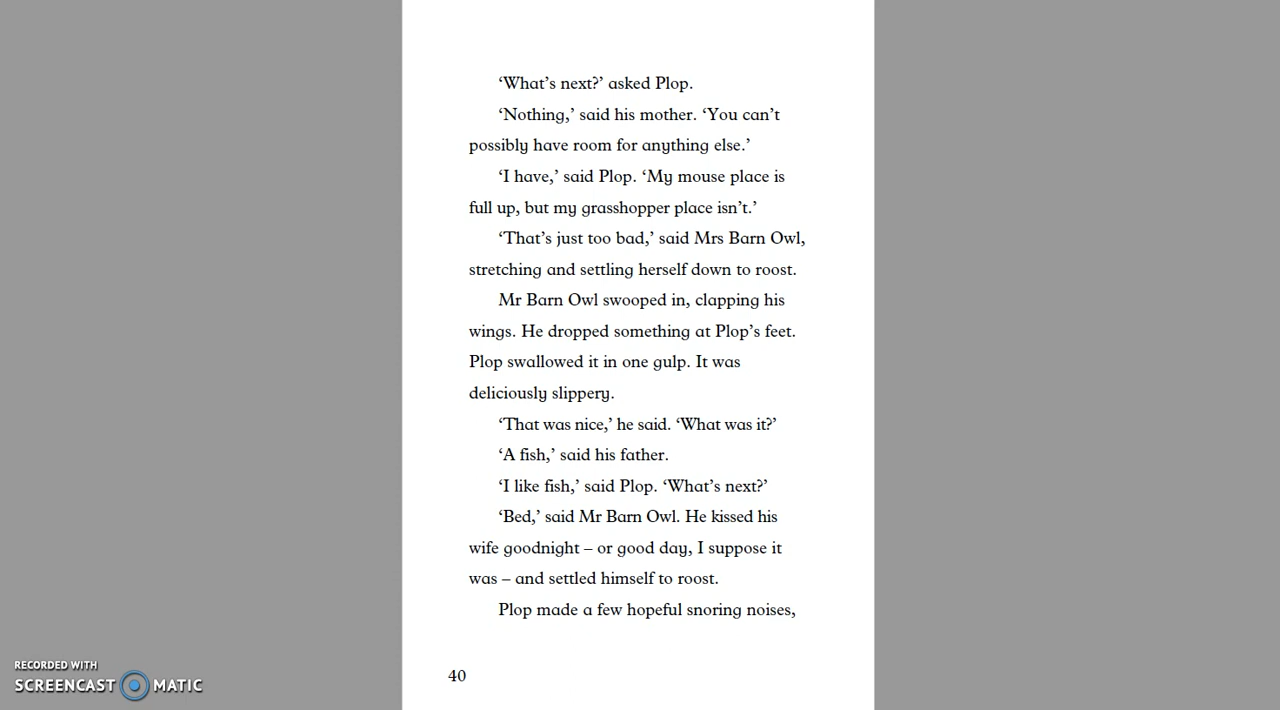 ‘What’s next?’ asked Plop.
‘Nothing,’ said his mother. ‘You can’t
possibly have room for anything else.’
‘I have,’ said Plop. ‘My mouse place is
full up, but my grasshopper place isn’t.’
‘That’s just too bad,’ said Mrs Barn Owl,
stretching and settling herself down to roost.
Mr Barn Owl swooped in, clapping his
wings. He dropped something at Plop’s feet.
Plop swallowed it in one gulp. It was
deliciously slippery.
‘That was nice,’ he said. ‘What was it?’
‘A fish,’ said his father.
‘I like fish,’ said Plop. ‘What’s next?’
‘Bed,’ said Mr Barn Owl. He kissed his
wife goodnight – or good day, I suppose it
was – and settled himself to roost.
Plop made a few hopeful snoring noises,
40
RECORDED WITH
SCREENCAST MATIC